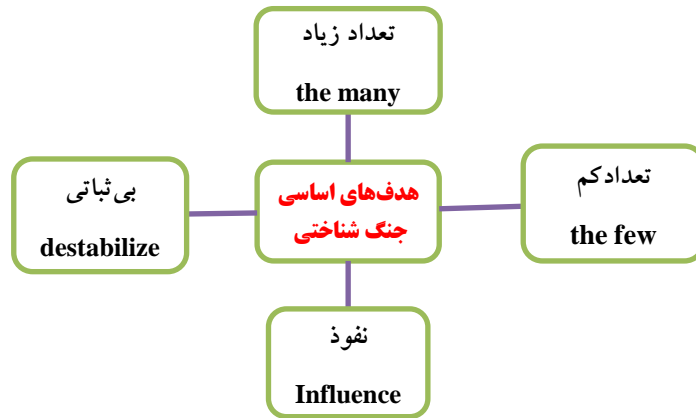 تعداد زیاد
the many
تعدادکم
the few
هدف‌های اساسی
جنگ شناختی
بی‌ثباتی
destabilize
نفوذ
Influence